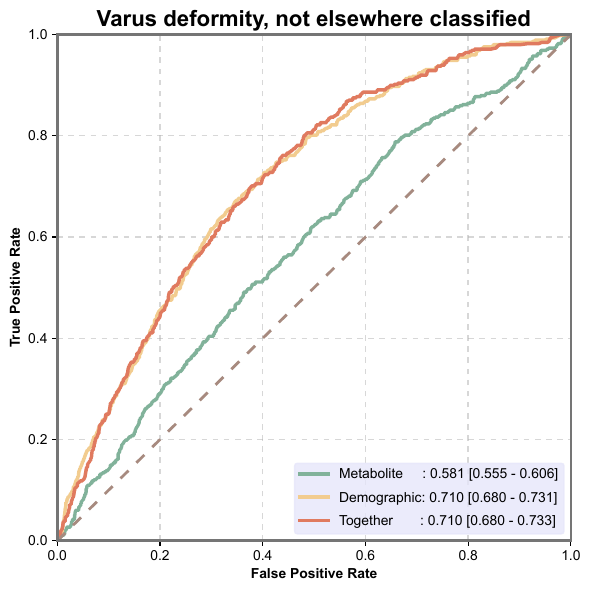 Varus deformity, not elsewhere classified
True Positive Rate
1.0
0.8
0.6
0.4
0.2
0.0
0.0 0.2 0.4 0.6 0.8 1.0
False Positive Rate
Metabolite : 0.581 [0.555 - 0.606]
Demographic: 0.710 [0.680 - 0.731]
Together : 0.710 [0.680 - 0.733]